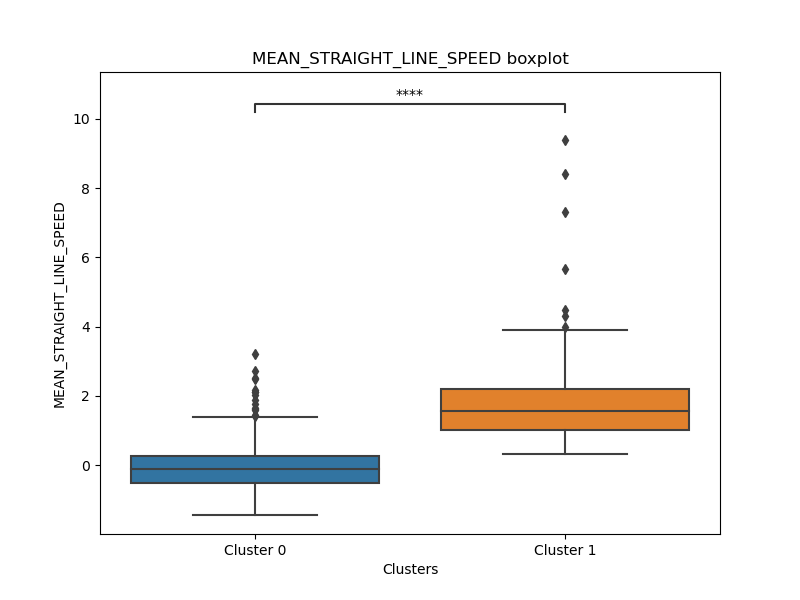 MEAN_STRAIGHT_LINE_SPEED boxplot
****
10
8
6
4
2
0
MEAN_STRAIGHT_LINE_SPEED
Cluster 0
Cluster 1
Clusters